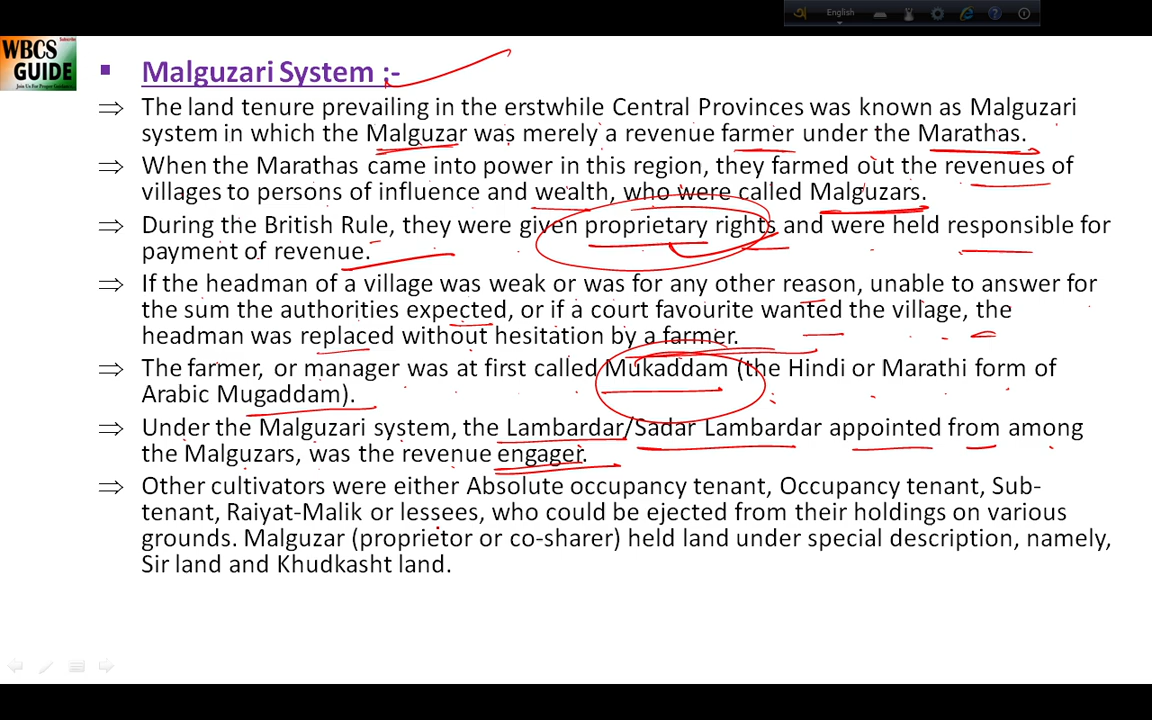 English
WBCS
GUIDE
Join Us For Proper Guidance
Malguzari System :-
⇒ The land tenure prevailing in the erstwhile Central Provinces was known as Malguzari
system in which the Malguzar was merely a revenue farmer under the Marathas.
⇒ When the Marathas came into power in this region, they farmed out the revenues of
villages to persons of influence and wealth, who were called Malguzars.
⇒ During the British Rule, they were given proprietary rights and were held responsible for
payment of revenue.
⇒ If the headman of a village was weak or was for any other reason, unable to answer for
the sum the authorities expected, or if a court favourite wanted the village, the
headman was replaced without hesitation by a farmer.
⇒ The farmer, or manager was at first called Mukaddam (the Hindi or Marathi form of
Arabic Mugaddam).
⇒ Under the Malguzari system, the Lambardar/Sadar Lambardar appointed from among
the Malguzars, was the revenue engager.
⇒ Other cultivators were either Absolute occupancy tenant, Occupancy tenant, Sub-
tenant, Raiyat-Malik or lessees, who could be ejected from their holdings on various
grounds. Malguzar (proprietor or co-sharer) held land under special description, namely,
Sir land and Khudkasht land.